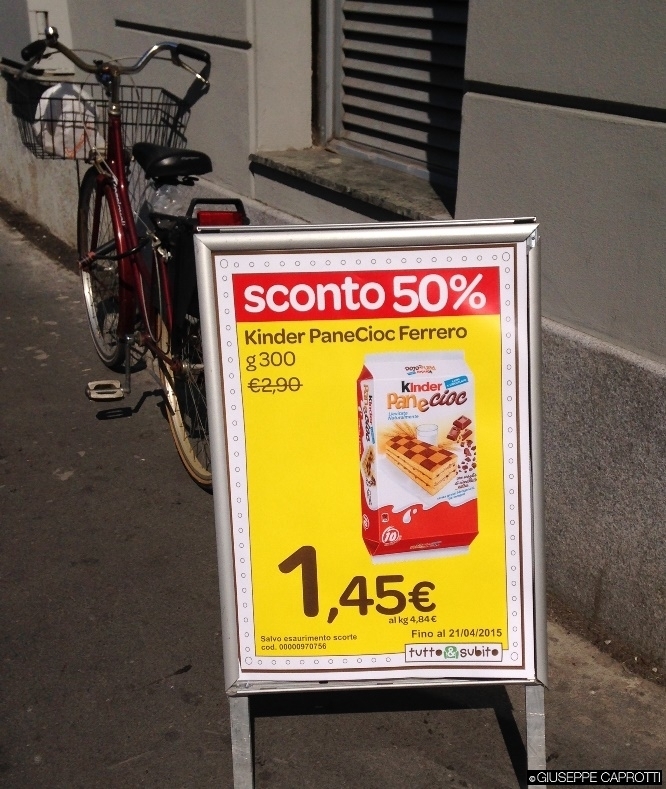 sconto 50%
Kinder PaneCioc Ferrero
g 300
€2,90
Kinder
Pan e cioc
10
1,45€
al kg 4,84 €
Salvo esaurimento scorte
cod. 00000970756
Fino al 21/04/2015
tutto & subito
© GIUSEPPE CAPROTTI